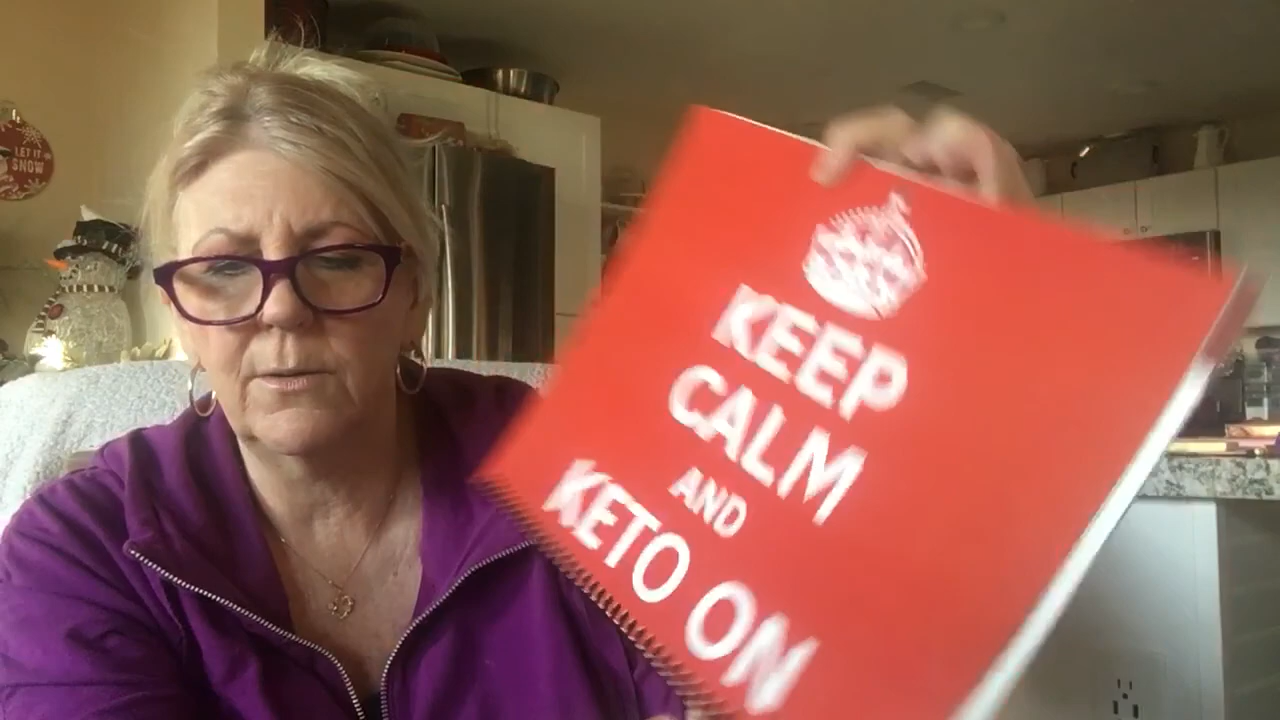 LET IT
SNOW
KEEP
CALM
AND
KETO ON